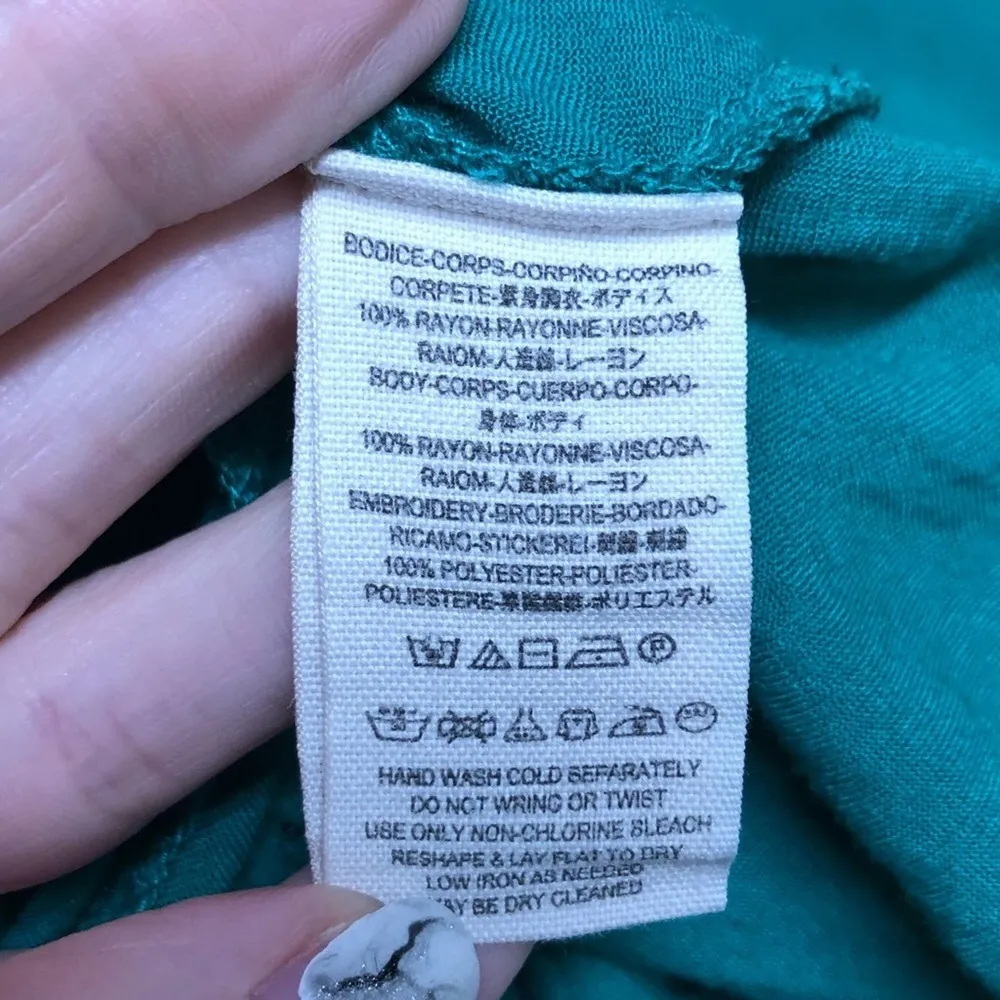 BODICE-CORPS-CORPIÑO-CORPINO-
CORPETE-緊身胸衣-ボディス
100% RAYON-RAYONNE-VISCOSA-
RAIOM-人造絲-レーヨン
BODY-CORPS-CUERPO-CORPO-
身体-ボディ
100% RAYON-RAYONNE-VISCOSA-
RAIOM-人造絲-レーヨン
EMBROIDERY-BRODERIE-BORDADO-
RICAMO-STICKEREI-刺繡-刺繍
100% POLYESTER-POLIESTER-
POLIESTERE-聚酯纖維-ポリエステル
P
HAND WASH COLD SEPARATELY
DO NOT WRING OR TWIST
USE ONLY NON-CHLORINE BLEACH
RESHAPE & LAY FLAT TO DRY
LOW IRON AS NEEDED
AY BE DRY CLEANED